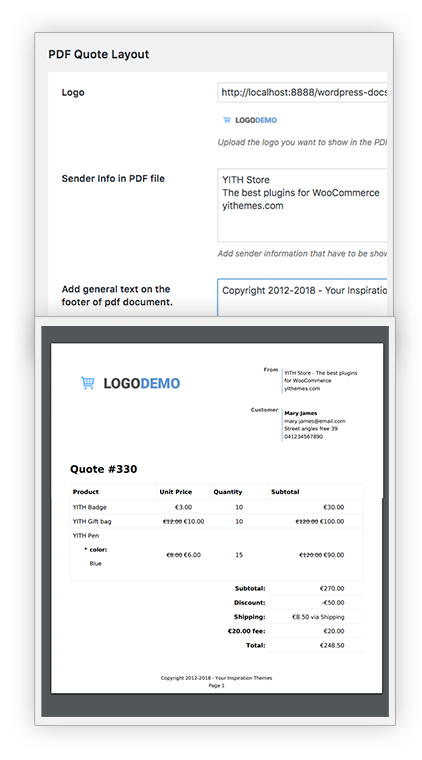 PDF Quote Layout
Logo
http://localhost:8888/wordpress-docs
LOGODEMO
Upload the logo you want to show in the PDF
Sender Info in PDF file
YITH Store
The best plugins for WooCommerce
yithemes.com
Add sender information that have to be show
Add general text on the
footer of pdf document.
Copyright 2012-2018 - Your Inspiratio
LOGODEMO
From
YITH Store - The best plugins
for WooCommerce
yithemes.com
Customer
Mary James
mary.james@email.com
Street angles free 39
041234567890
Quote #330
Product Unit Price Quantity Subtotal
YITH Badge €3.00 10 €30.00
YITH Gift bag €12.00 €10.00 10 €120.00 €100.00
YITH Pen
* color:
Blue
€8.00 €6.00 15 €120.00 €90.00
Subtotal: €270.00
Discount: -€50.00
Shipping: €8.50 via Shipping
€20.00 fee: €20.00
Total: €248.50
Copyright 2012-2018 - Your Inspiration Themes
Page 1